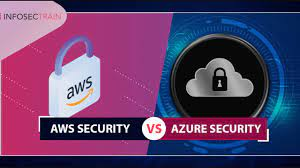 INFOSECTRAIN
aws
AWS SECURITY VS AZURE SECURITY